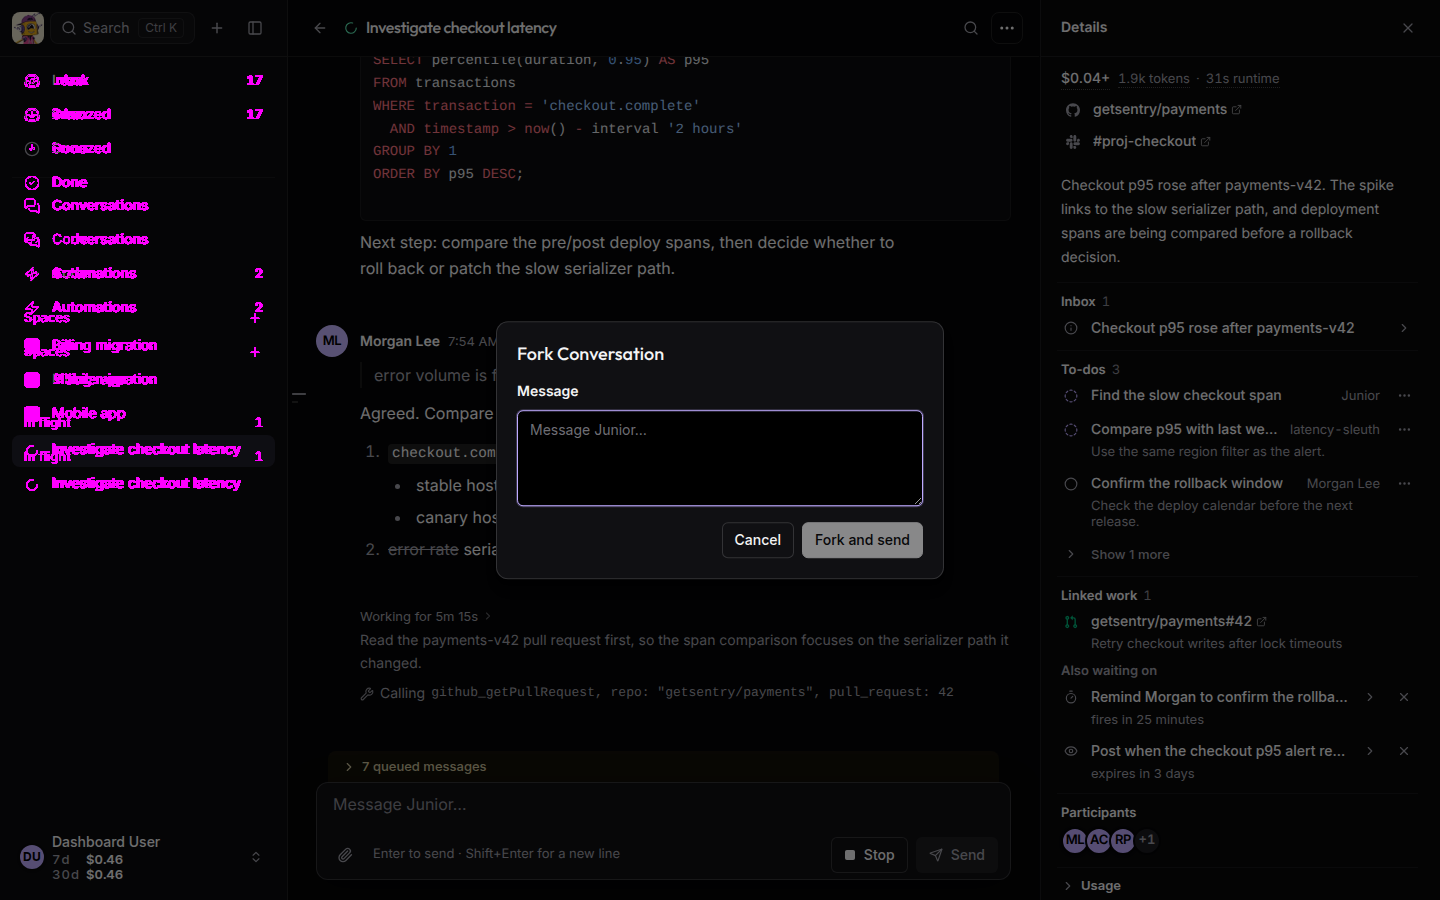 Search Ctrl K
Investigate checkout latency
Details
17
17
Done
Conversations
2
Automations 2
Spaces
Billing migration
Mobile app
1
Investigate checkout latency
In flight 1
Investigate checkout latency
DU Dashboard User
7d $0.46
30d $0.46
SELECT percentile(duration, 0.95) AS p95
FROM transactions
WHERE transaction = 'checkout.complete'
AND timestamp > now() - interval '2 hours'
GROUP BY 1
ORDER BY p95 DESC;
Next step: compare the pre/post deploy spans, then decide whether to
roll back or patch the slow serializer path.
ML Morgan Lee 7:54 AM
error volume is f
Agreed. Compare
1. checkout.com
• stable host
• canary hos
2. error rate seria
Fork Conversation
Message
Message Junior...
Cancel Fork and send
Working for 5m 15s
Read the payments-v42 pull request first, so the span comparison focuses on the serializer path it
changed.
Calling github_getPullRequest, repo: "getsentry/payments", pull_request: 42
7 queued messages
Message Junior...
Enter to send · Shift+Enter for a new line
Stop Send
$0.04+ 1.9k tokens · 31s runtime
getsentry/payments
#proj-checkout
Checkout p95 rose after payments-v42. The spike
links to the slow serializer path, and deployment
spans are being compared before a rollback
decision.
Inbox 1
Checkout p95 rose after payments-v42
To-dos 3
Find the slow checkout span Junior
Compare p95 with last we... latency-sleuth
Use the same region filter as the alert.
Confirm the rollback window Morgan Lee
Check the deploy calendar before the next
release.
Show 1 more
Linked work 1
getsentry/payments#42
Retry checkout writes after lock timeouts
Also waiting on
Remind Morgan to confirm the rollba...
fires in 25 minutes
Post when the checkout p95 alert re...
expires in 3 days
Participants
ML AC RP +1
Usage